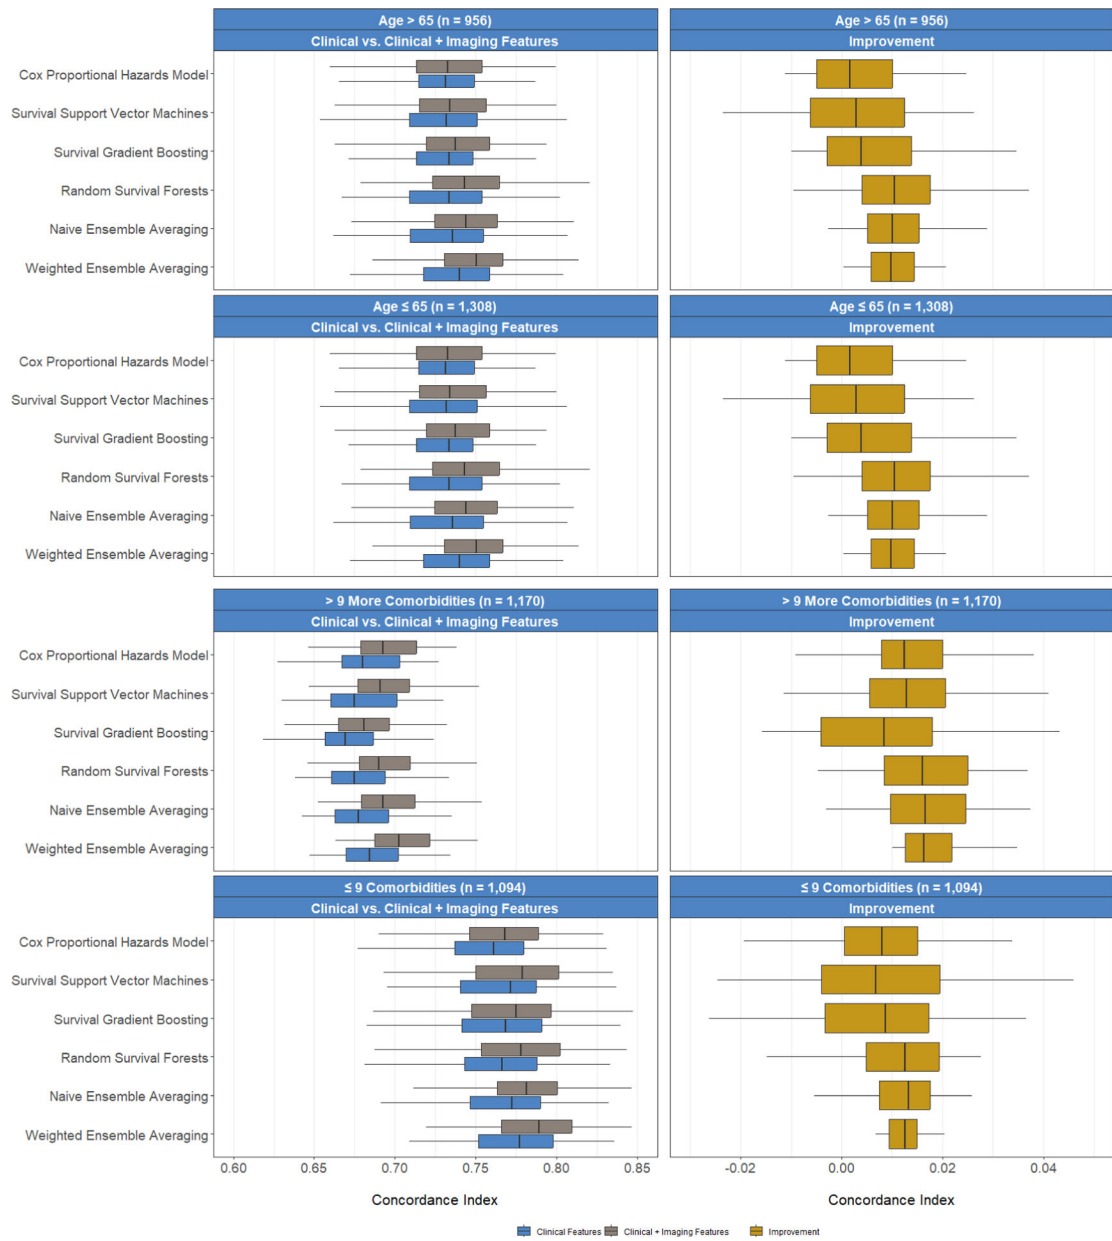 Age > 65 (n = 956)
Clinical vs. Clinical + Imaging Features
Age > 65 (n = 956)
Improvement
Cox Proportional Hazards Model
Survival Support Vector Machines
Survival Gradient Boosting
Random Survival Forests
Naive Ensemble Averaging
Weighted Ensemble Averaging
Age ≤ 65 (n = 1,308)
Clinical vs. Clinical + Imaging Features
Age ≤ 65 (n = 1,308)
Improvement
Cox Proportional Hazards Model
Survival Support Vector Machines
Survival Gradient Boosting
Random Survival Forests
Naive Ensemble Averaging
Weighted Ensemble Averaging
> 9 More Comorbidities (n = 1,170)
Clinical vs. Clinical + Imaging Features
> 9 More Comorbidities (n = 1,170)
Improvement
Cox Proportional Hazards Model
Survival Support Vector Machines
Survival Gradient Boosting
Random Survival Forests
Naive Ensemble Averaging
Weighted Ensemble Averaging
≤ 9 Comorbidities (n = 1,094)
Clinical vs. Clinical + Imaging Features
≤ 9 Comorbidities (n = 1,094)
Improvement
Cox Proportional Hazards Model
Survival Support Vector Machines
Survival Gradient Boosting
Random Survival Forests
Naive Ensemble Averaging
Weighted Ensemble Averaging
0.60 0.65 0.70 0.75 0.80 0.85
-0.02 0.00 0.02 0.04
Concordance Index
Concordance Index
Clinical Features Clinical + Imaging Features Improvement